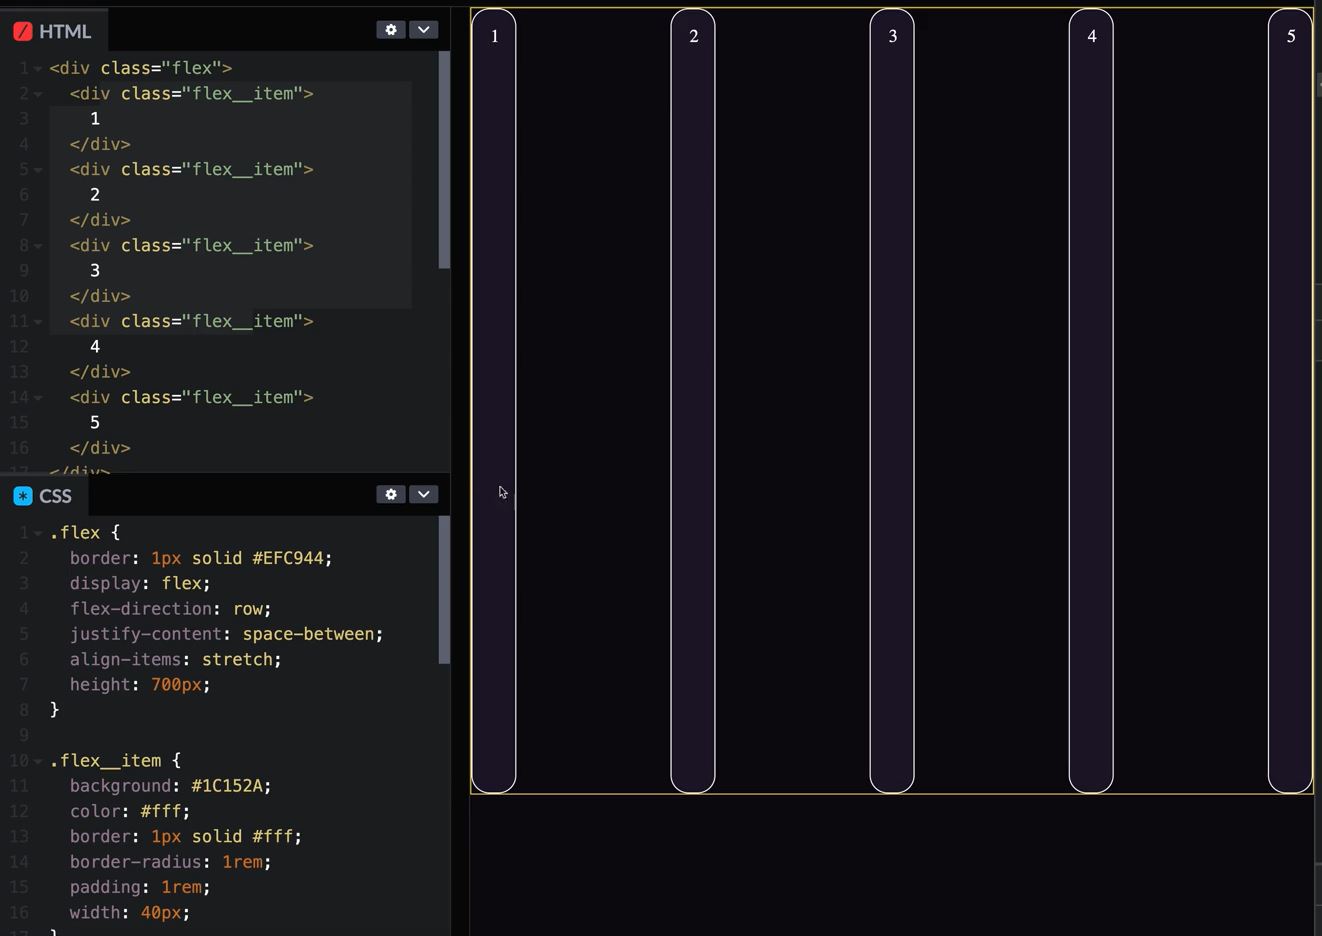 HTML
1 <div class="flex">
2 <div class="flex__item">
3 1
4 </div>
5 <div class="flex__item">
6 2
7 </div>
8 <div class="flex__item">
9 3
10 </div>
11 <div class="flex__item">
12 4
13 </div>
14 <div class="flex__item">
15 5
16 </div>
17 </div>
CSS
1 .flex {
2 border: 1px solid #EFC944;
3 display: flex;
4 flex-direction: row;
5 justify-content: space-between;
6 align-items: stretch;
7 height: 700px;
8 }
9
10 .flex__item {
11 background: #1C152A;
12 color: #fff;
13 border: 1px solid #fff;
14 border-radius: 1rem;
15 padding: 1rem;
16 width: 40px;
17 }
1 2 3 4 5